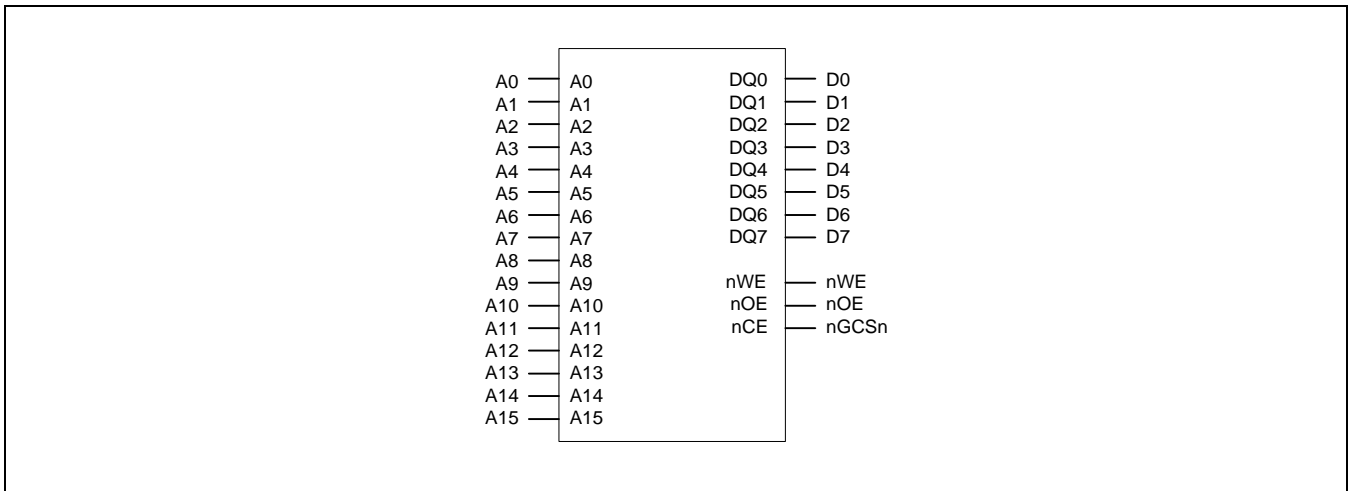 A0 A0 DQ0 D0
A1 A1 DQ1 D1
A2 A2 DQ2 D2
A3 A3 DQ3 D3
A4 A4 DQ4 D4
A5 A5 DQ5 D5
A6 A6 DQ6 D6
A7 A7 DQ7 D7
A8 A8
A9 A9 nWE nWE
A10 A10 nOE nOE
A11 A11 nCE nGCSn
A12 A12
A13 A13
A14 A14
A15 A15